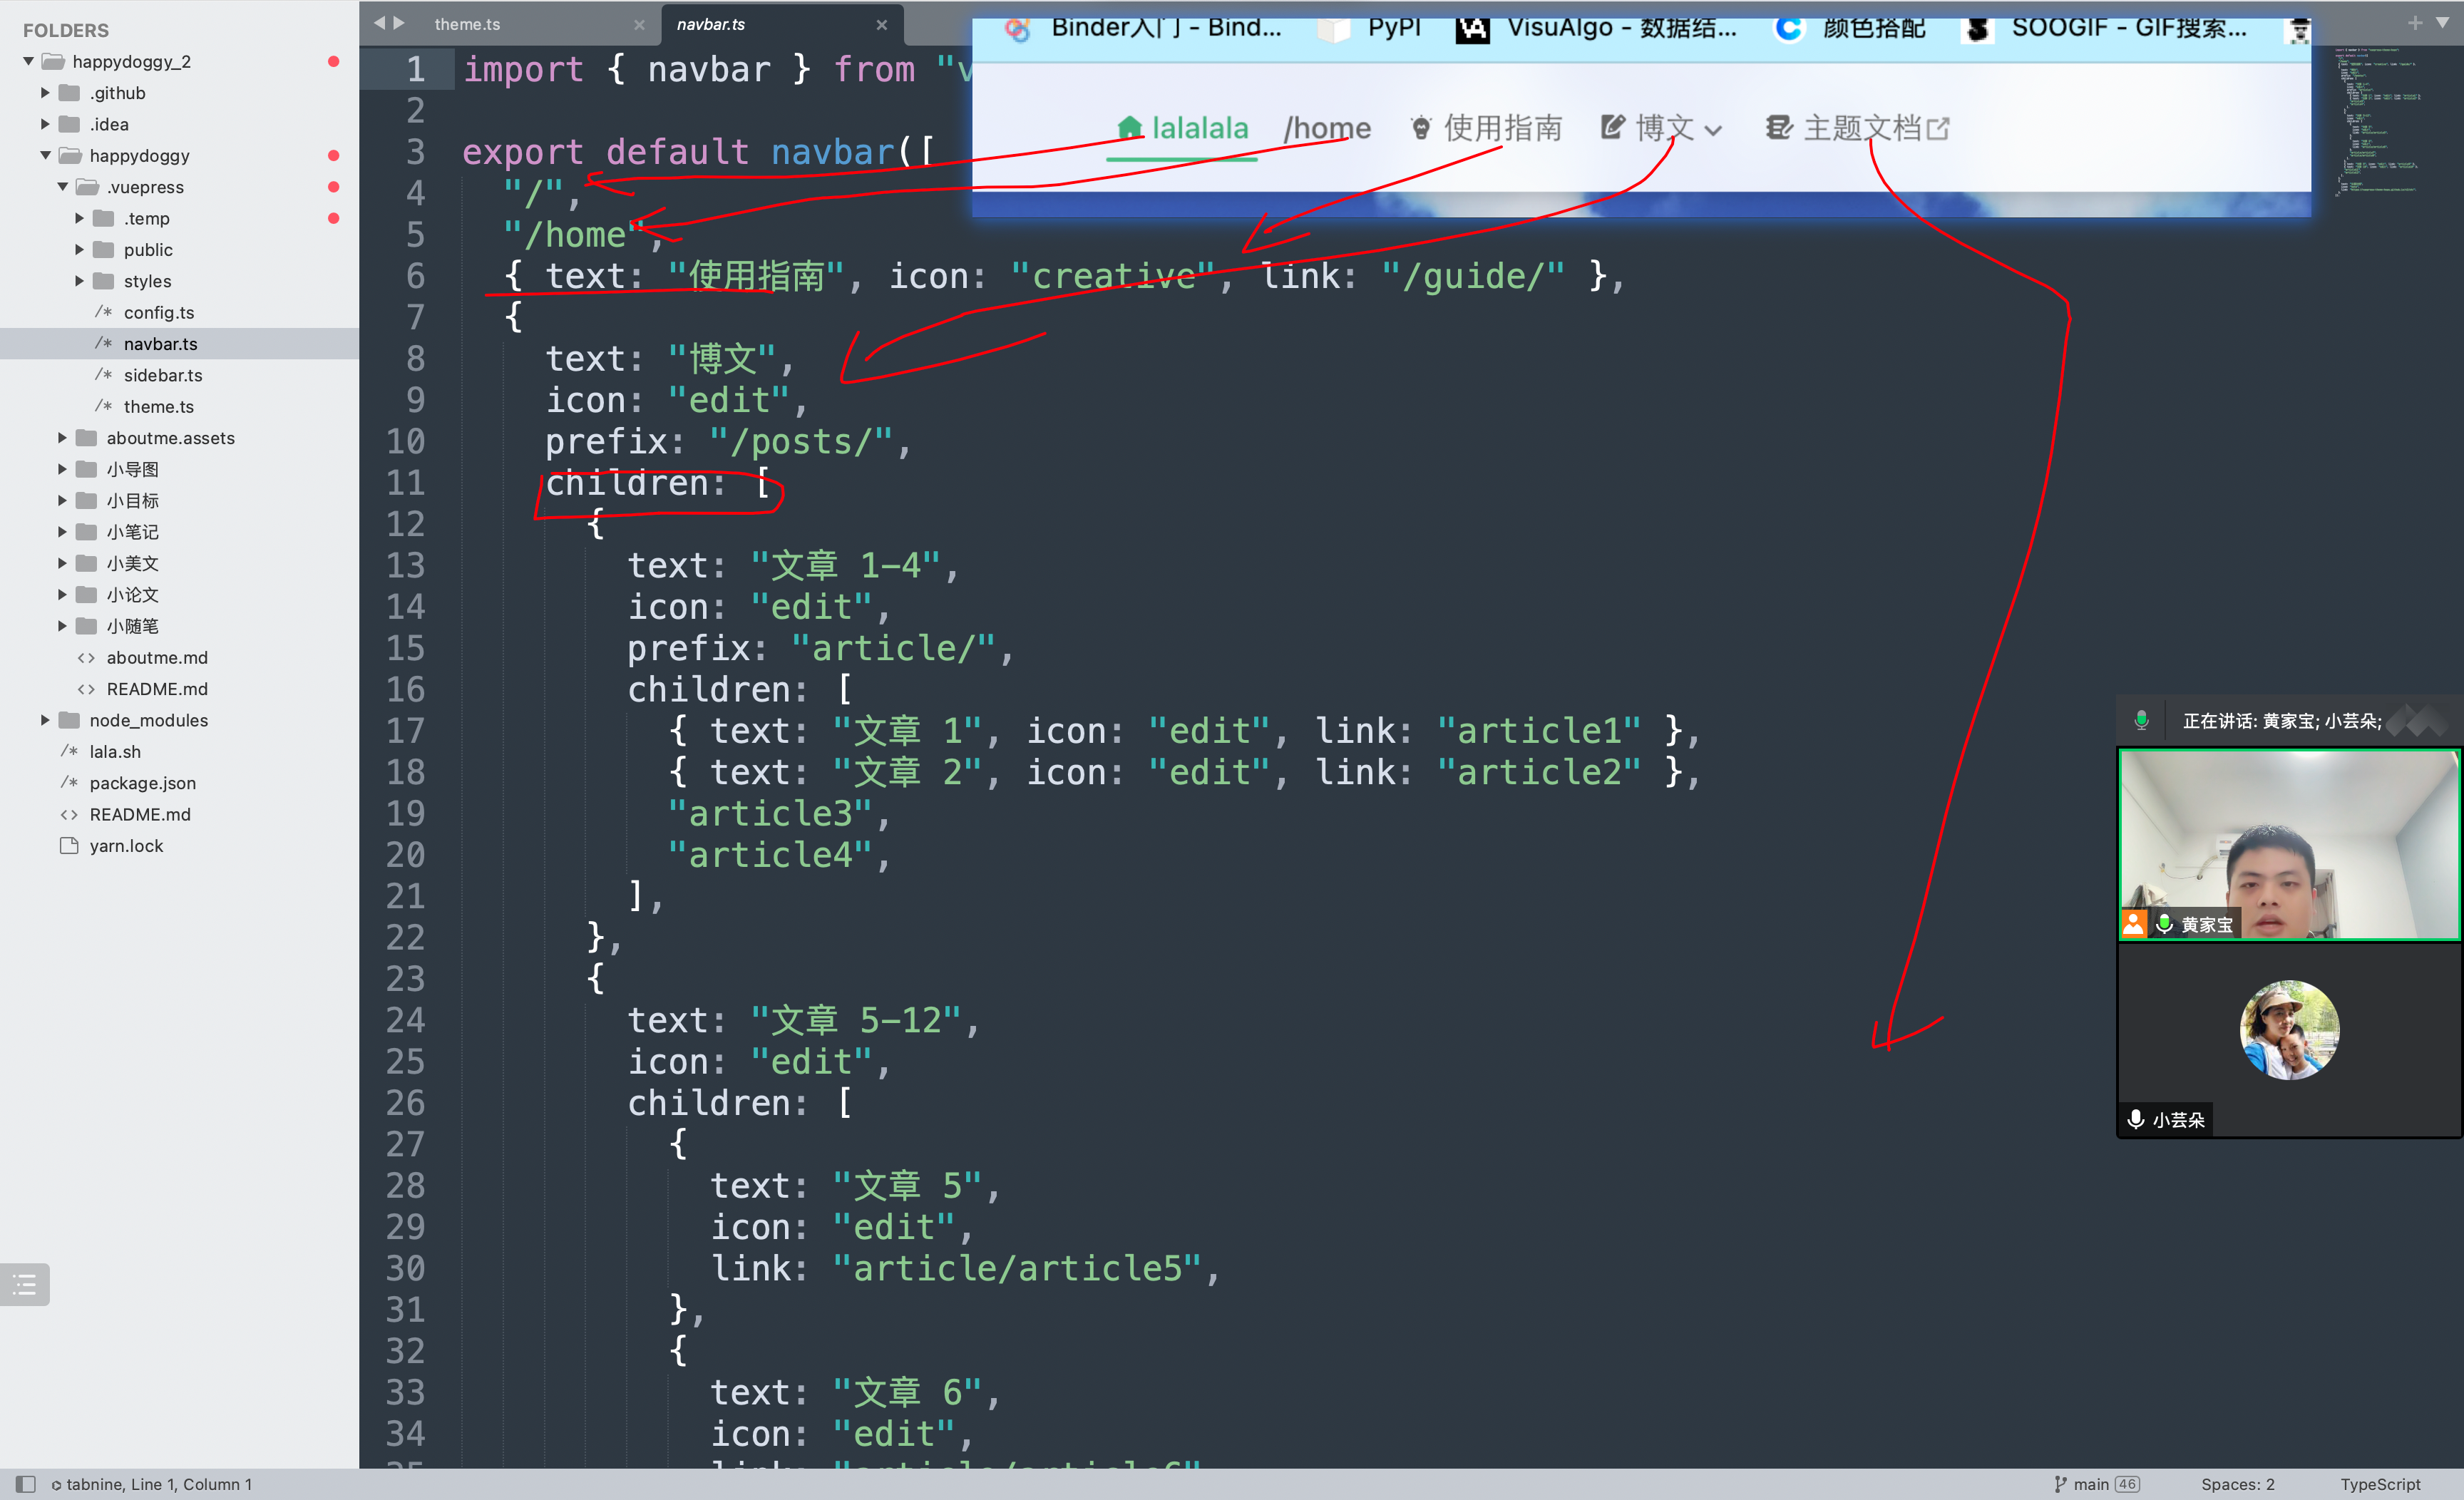 FOLDERS
happydoggy_2
.github
.idea
happydoggy
.vuepress
.temp
public
styles
config.ts
navbar.ts
sidebar.ts
theme.ts
aboutme.assets
小导图
小目标
小笔记
小美文
小论文
小随笔
aboutme.md
README.md
node_modules
lala.sh
package.json
README.md
yarn.lock
theme.ts
navbar.ts
Binder入门 - Bind...
PyPI
VisuAlgo - 数据结...
颜色搭配
SOOGIF - GIF搜索...
lalalala
/home
使用指南
博文
主题文档
1 import { navbar } from "v
2
3 export default navbar([
4 "/",
5 "/home",
6 { text: "使用指南", icon: "creative", link: "/guide/" },
7 {
8 text: "博文",
9 icon: "edit",
10 prefix: "/posts/",
11 children: [
12 {
13 text: "文章 1-4",
14 icon: "edit",
15 prefix: "article/",
16 children: [
17 { text: "文章 1", icon: "edit", link: "article1" },
18 { text: "文章 2", icon: "edit", link: "article2" },
19 "article3",
20 "article4",
21 ],
22 },
23 {
24 text: "文章 5-12",
25 icon: "edit",
26 children: [
27 {
28 text: "文章 5",
29 icon: "edit",
30 link: "article/article5",
31 },
32 {
33 text: "文章 6",
34 icon: "edit",
正在讲话: 黄家宝; 小芸朵;
黄家宝
小芸朵
tabnine, Line 1, Column 1
main 46
Spaces: 2
TypeScript